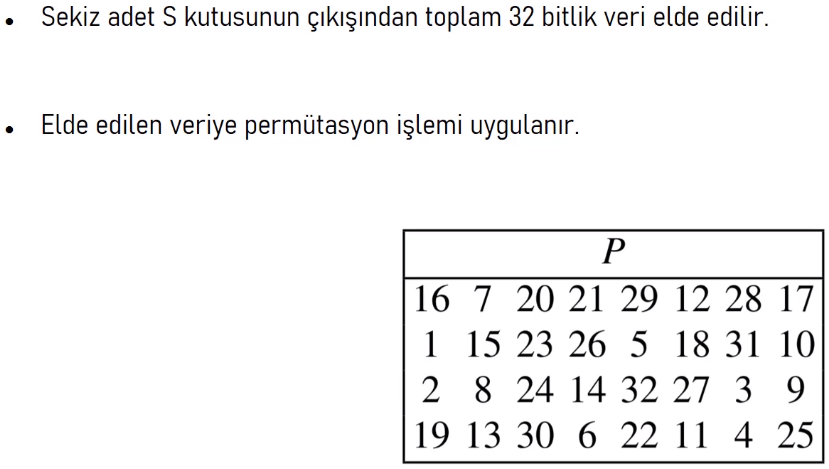 • Sekiz adet S kutusunun çıkışından toplam 32 bitlik veri elde edilir.
• Elde edilen veriye permütasyon işlemi uygulanır.
P
16 7 20 21 29 12 28 17
1 15 23 26 5 18 31 10
2 8 24 14 32 27 3 9
19 13 30 6 22 11 4 25